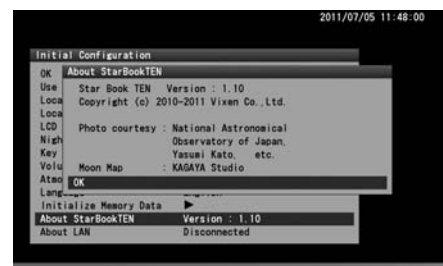 2011/07/05 11:48:00
Initial Configuration
OK
About StarBookTEN
Use
Star Book TEN Version : 1.10
Loca
Copyright (c) 2010-2011 Vixen Co.,Ltd.
Loca
LCD
Photo courtesy : National Astronomical
Nigh
Observatory of Japan,
Key
Yasumi Kato, etc.
Volu
Moon Map : KAGAYA Studio
Atmo
OK
Initialize Memory Data ▶
About StarBookTEN Version : 1.10
About LAN Disconnected